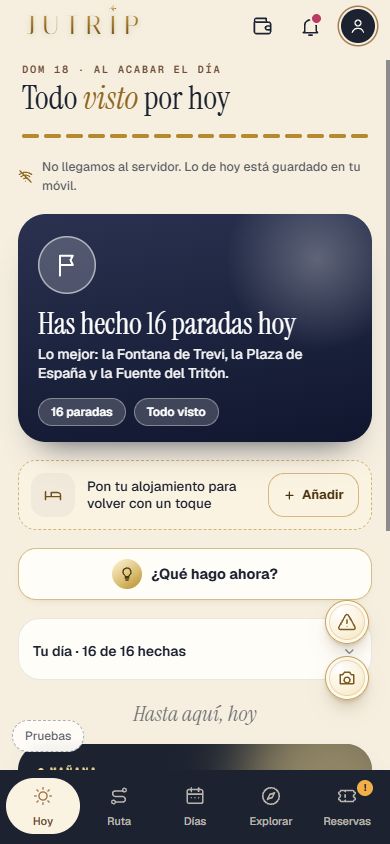 JUTRIP
DOM 18 · AL ACABAR EL DÍA
Todo visto por hoy
No llegamos al servidor. Lo de hoy está guardado en tu
móvil.
Has hecho 16 paradas hoy
Lo mejor: la Fontana de Trevi, la Plaza de
España y la Fuente del Tritón.
16 paradas
Todo visto
Pon tu alojamiento para
volver con un toque
+ Añadir
¿Qué hago ahora?
Tu día · 16 de 16 hechas
Hasta aquí, hoy
Pruebas
MAÑANA
Hoy
Ruta
Días
Explorar
!
Reservas